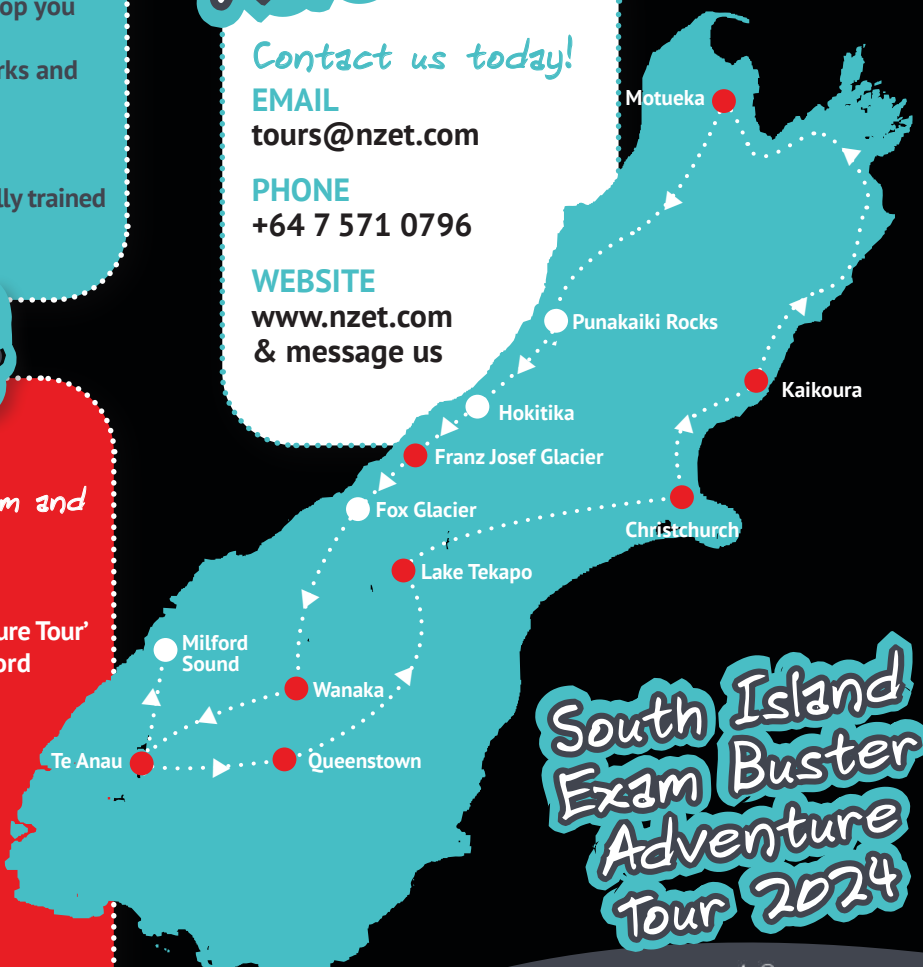 op you
rks and
lly trained
m and
ure Tour’
ord
Contact us today!
EMAIL
tours@nzet.com
PHONE
+64 7 571 0796
WEBSITE
www.nzet.com
& message us
Motueka
Punakaiki Rocks
Kaikoura
Hokitika
Franz Josef Glacier
Fox Glacier
Christchurch
Lake Tekapo
Milford
Sound
Wanaka
Te Anau
Queenstown
South Island
Exam Buster
Adventure
Tour 2024